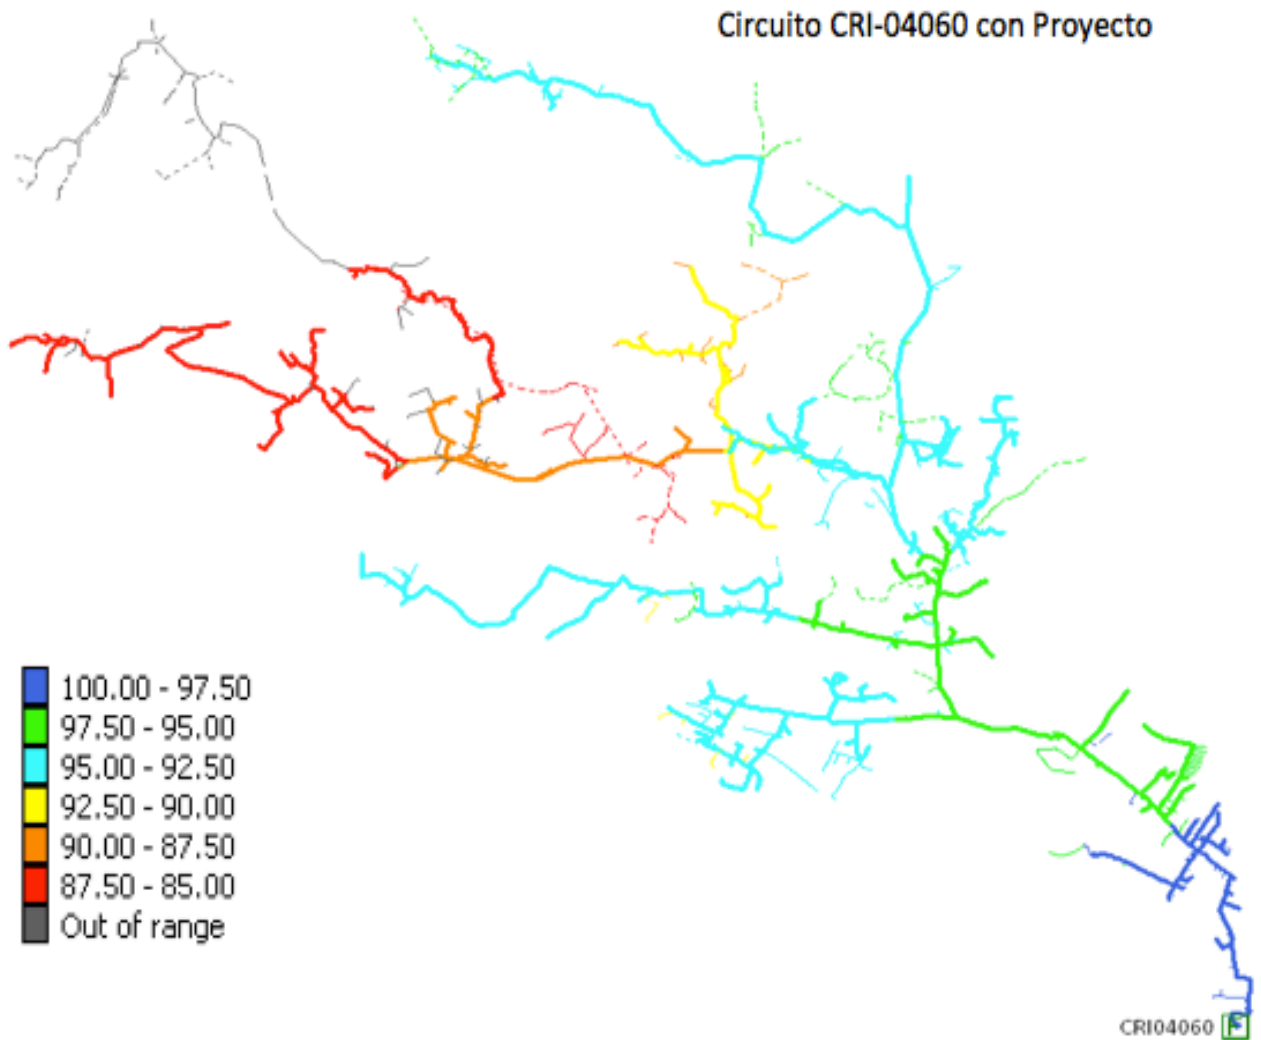 Circuito CRI-04060 con Proyecto
100.00 - 97.50
97.50 - 95.00
95.00 - 92.50
92.50 - 90.00
90.00 - 87.50
87.50 - 85.00
Out of range
CRI04060 F